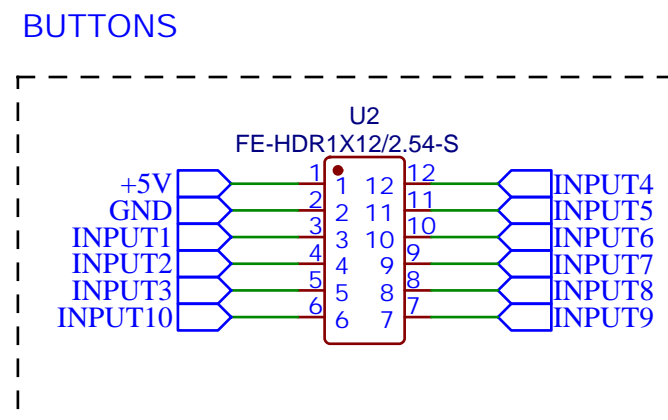 BUTTONS
U2
FE-HDR1X12/2.54-S
+5V 1 1 12 12 INPUT4
GND 2 2 11 11 INPUT5
INPUT1 3 3 10 10 INPUT6
INPUT2 4 4 9 9 INPUT7
INPUT3 5 5 8 8 INPUT8
INPUT10 6 6 7 7 INPUT9